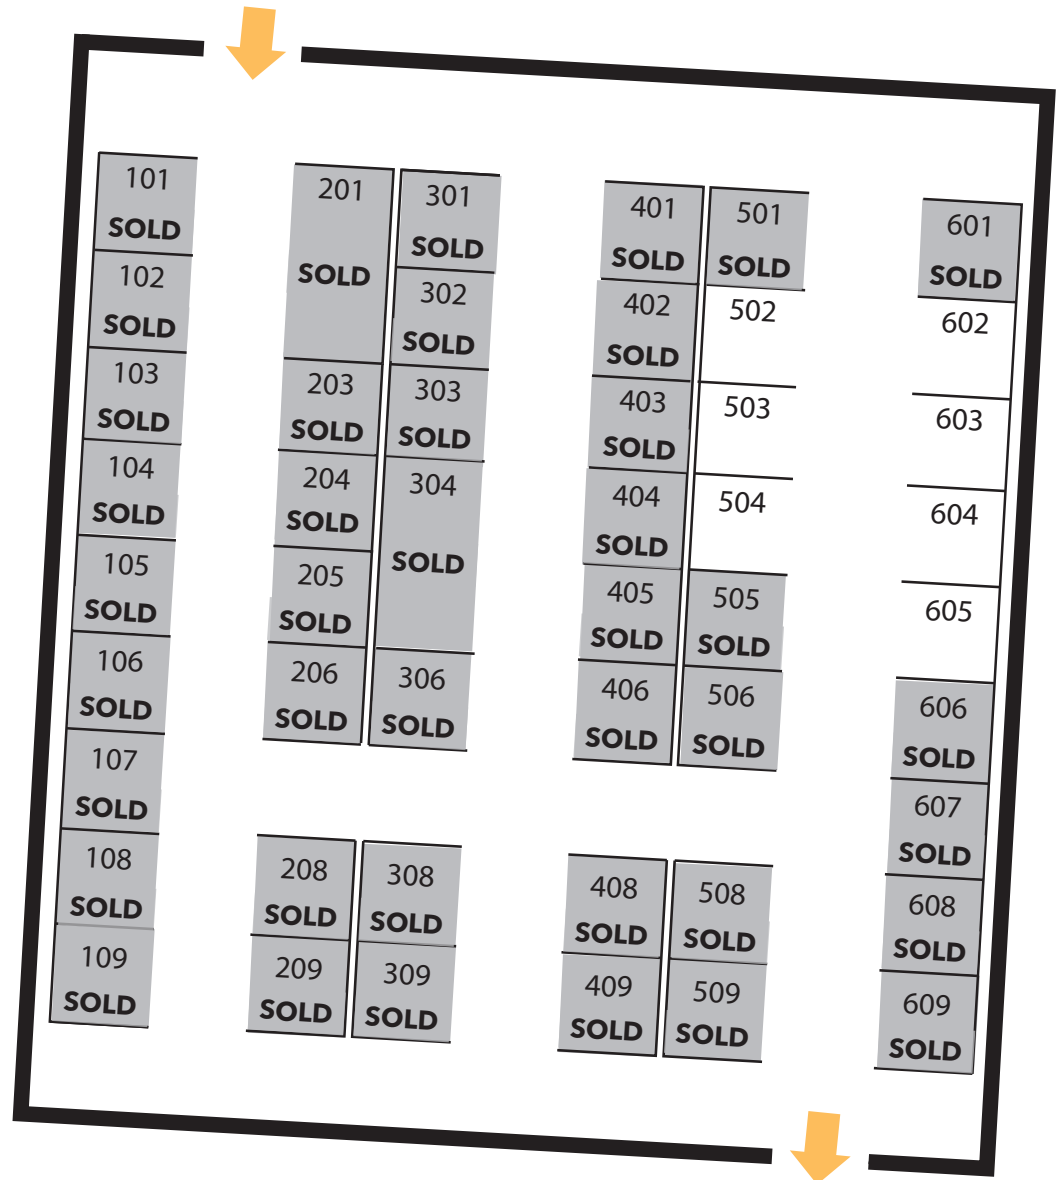 101
SOLD
102
SOLD
103
SOLD
104
SOLD
105
SOLD
106
SOLD
107
SOLD
108
SOLD
109
SOLD
201
SOLD
203
SOLD
204
SOLD
205
SOLD
206
SOLD
208
SOLD
209
SOLD
301
SOLD
302
SOLD
303
SOLD
304
SOLD
306
SOLD
308
SOLD
309
SOLD
401
SOLD
402
SOLD
403
SOLD
404
SOLD
405
SOLD
406
SOLD
408
SOLD
409
SOLD
501
SOLD
502
503
504
505
SOLD
506
SOLD
508
SOLD
509
SOLD
601
SOLD
602
603
604
605
606
SOLD
607
SOLD
608
SOLD
609
SOLD